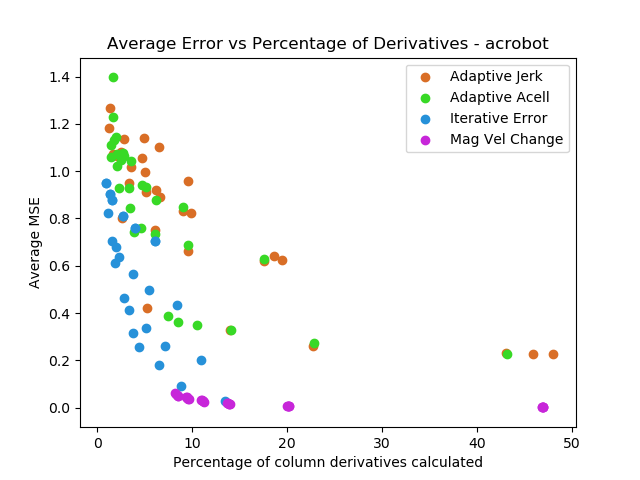 Average Error vs Percentage of Derivatives - acrobot
Adaptive Jerk
Adaptive Acell
Iterative Error
Mag Vel Change
Average MSE
1.4
1.2
1.0
0.8
0.6
0.4
0.2
0.0
0 10 20 30 40 50
Percentage of column derivatives calculated